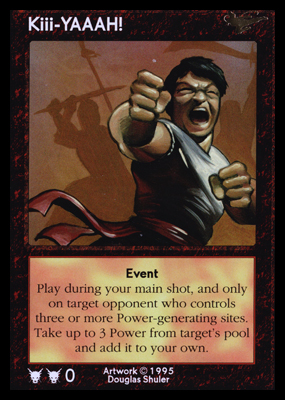 Kiii-YAAAH!
Event
Play during your main shot, and only
on target opponent who controls
three or more Power-generating sites.
Take up to 3 Power from target's pool
and add it to your own.
0
Artwork © 1995
Douglas Shuler